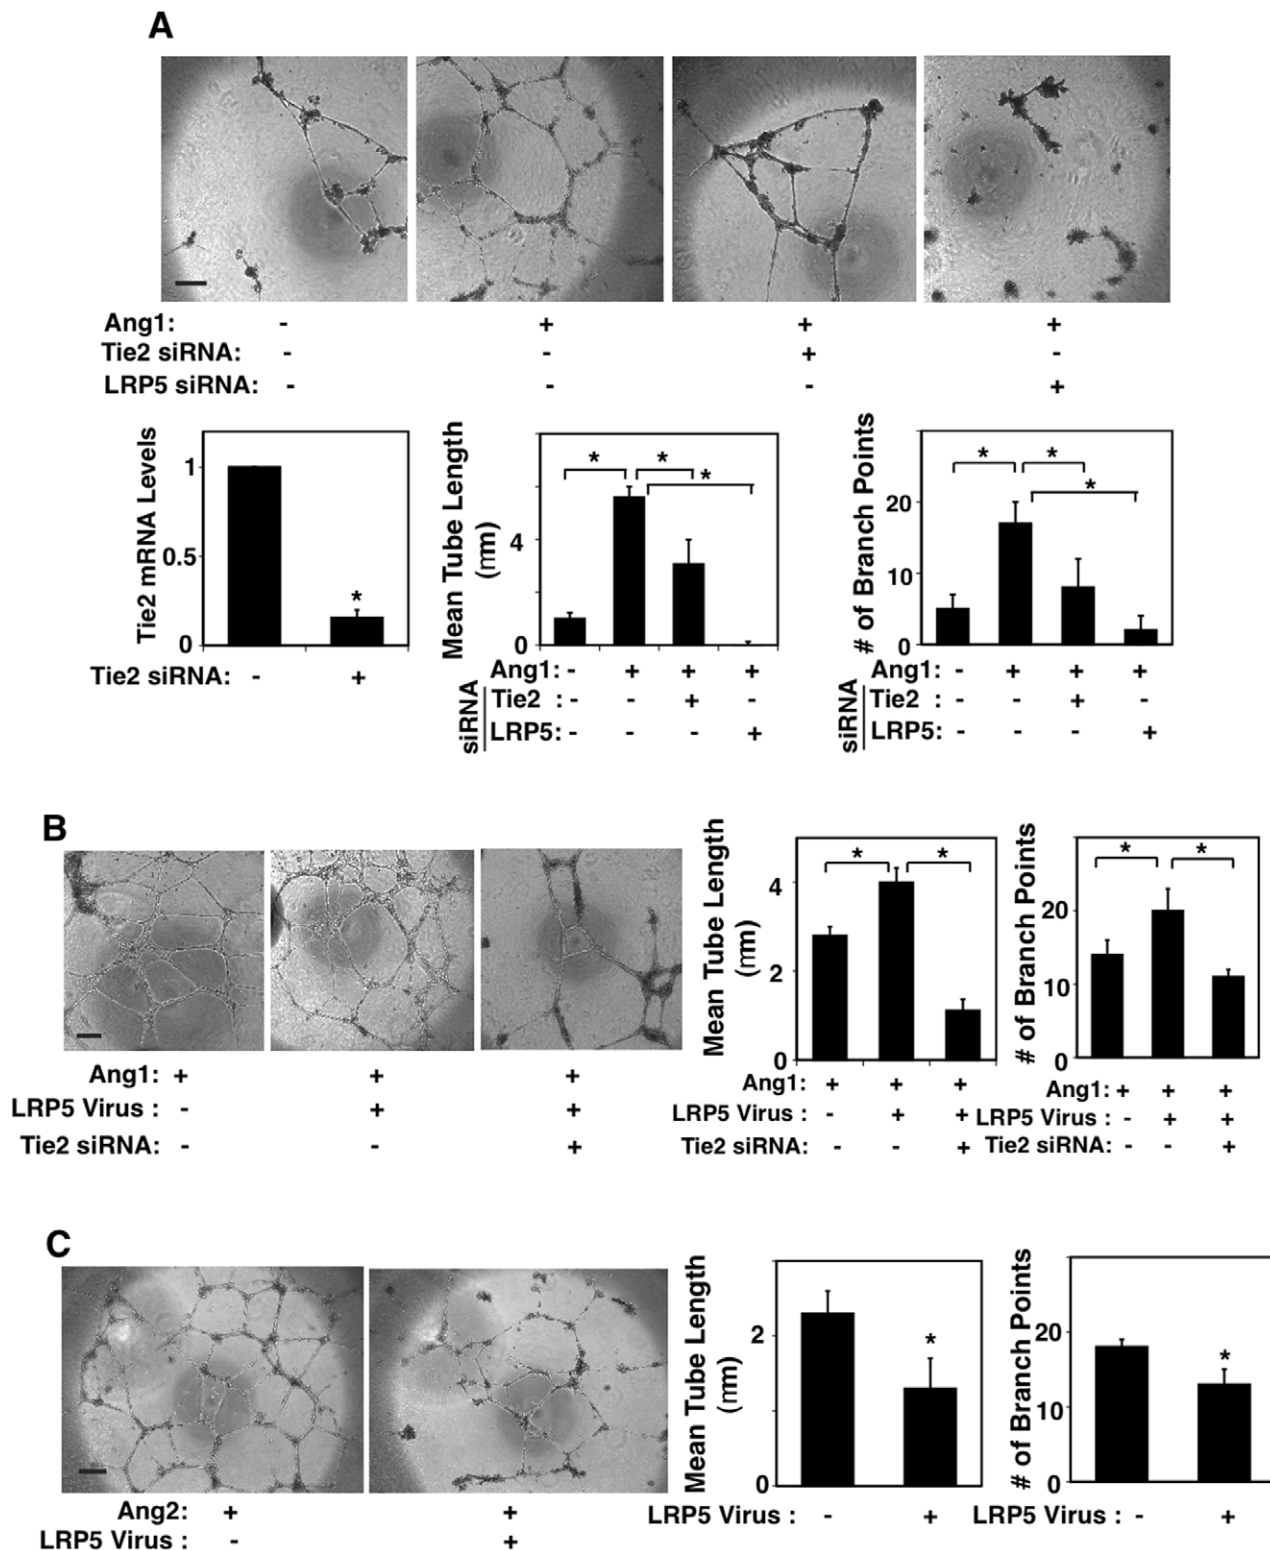 A
Ang1: - + + +
Tie2 siRNA: - - + -
LRP5 siRNA: - - - +
Tie2 mRNA Levels
1
0.5
0
*
Tie2 siRNA: - +
Mean Tube Length
(mm)
4
0
* * *
Ang1: - + + +
siRNA
Tie2 : - - + -
LRP5: - - - +
# of Branch Points
20
10
0
* * *
Ang1: - + + +
siRNA
Tie2 : - - + -
LRP5: - - - +
B
Ang1: + + +
LRP5 Virus : - + +
Tie2 siRNA: - - +
Mean Tube Length
(mm)
4
2
0
* *
Ang1: + + +
LRP5 Virus : - + +
Tie2 siRNA: - - +
# of Branch Points
20
10
0
* *
Ang1: + + +
LRP5 Virus : - + +
Tie2 siRNA: - - +
C
Ang2: + +
LRP5 Virus : - +
Mean Tube Length
(mm)
2
0
*
LRP5 Virus : - +
# of Branch Points
20
10
0
*
LRP5 Virus : - +